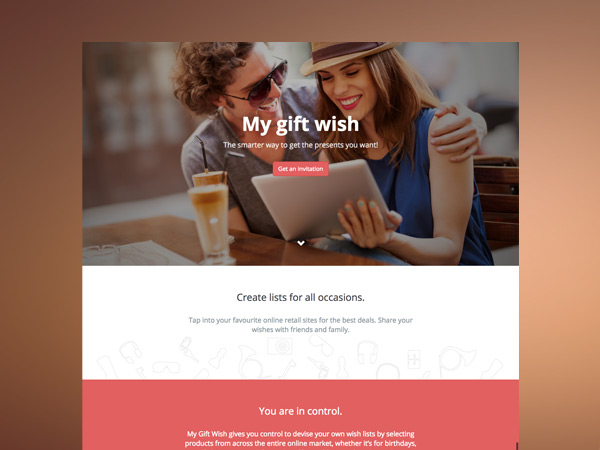 My gift wish
The smarter way to get the presents you want!
Get an invitation
Create lists for all occasions.
Tap into your favourite online retail sites for the best deals. Share your
wishes with friends and family.
You are in control.
My Gift Wish gives you control to devise your own wish lists by selecting
products from across the entire online market, whether it's for birthdays,